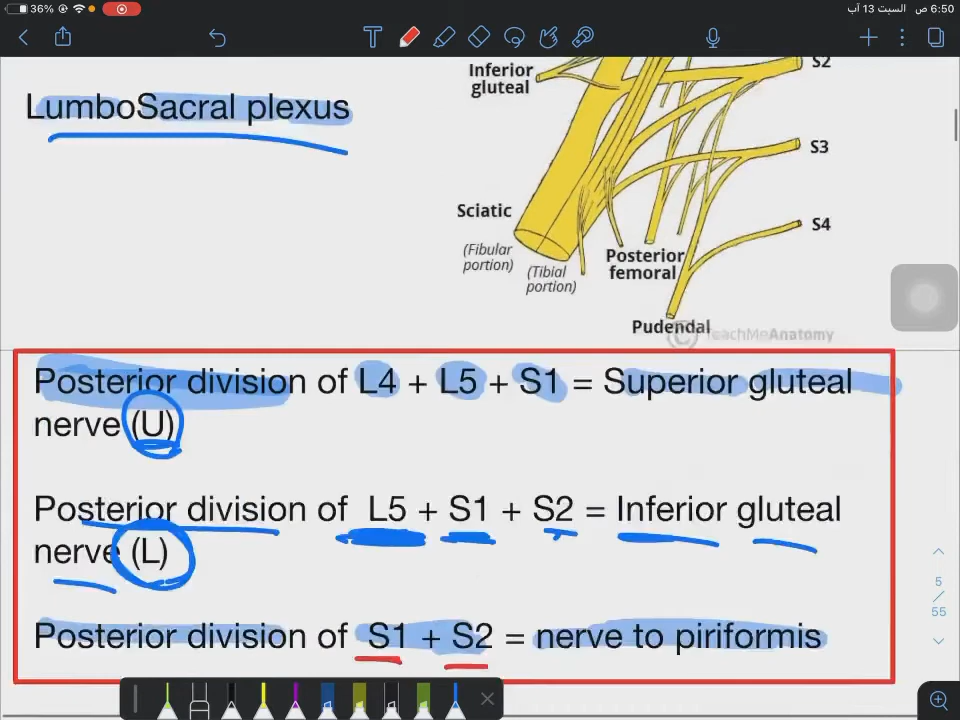 36%
6:50 ص السبت 13 آب
T
LumboSacral plexus
Inferior
gluteal
S2
S3
S4
Sciatic
(Fibular
portion)
(Tibial
portion)
Posterior
femoral
Pudendal
© TeachMeAnatomy
Posterior division of L4 + L5 + S1 = Superior gluteal
nerve (U)
Posterior division of L5 + S1 + S2 = Inferior gluteal
nerve (L)
Posterior division of S1 + S2 = nerve to piriformis
5
/
55